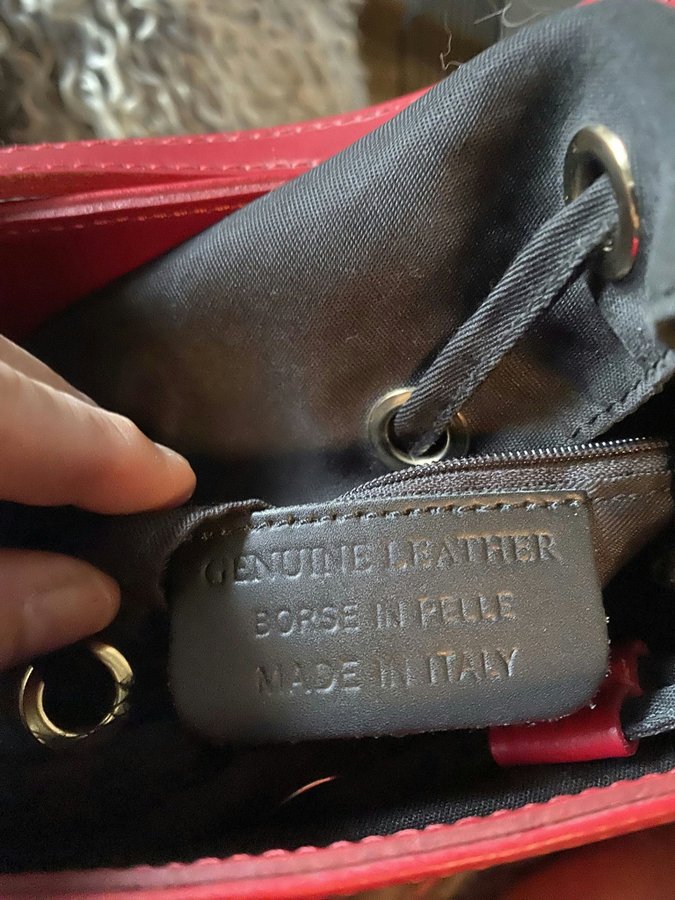 GENUINE LEATHER
BORSE IN PELLE
MADE IN ITALY